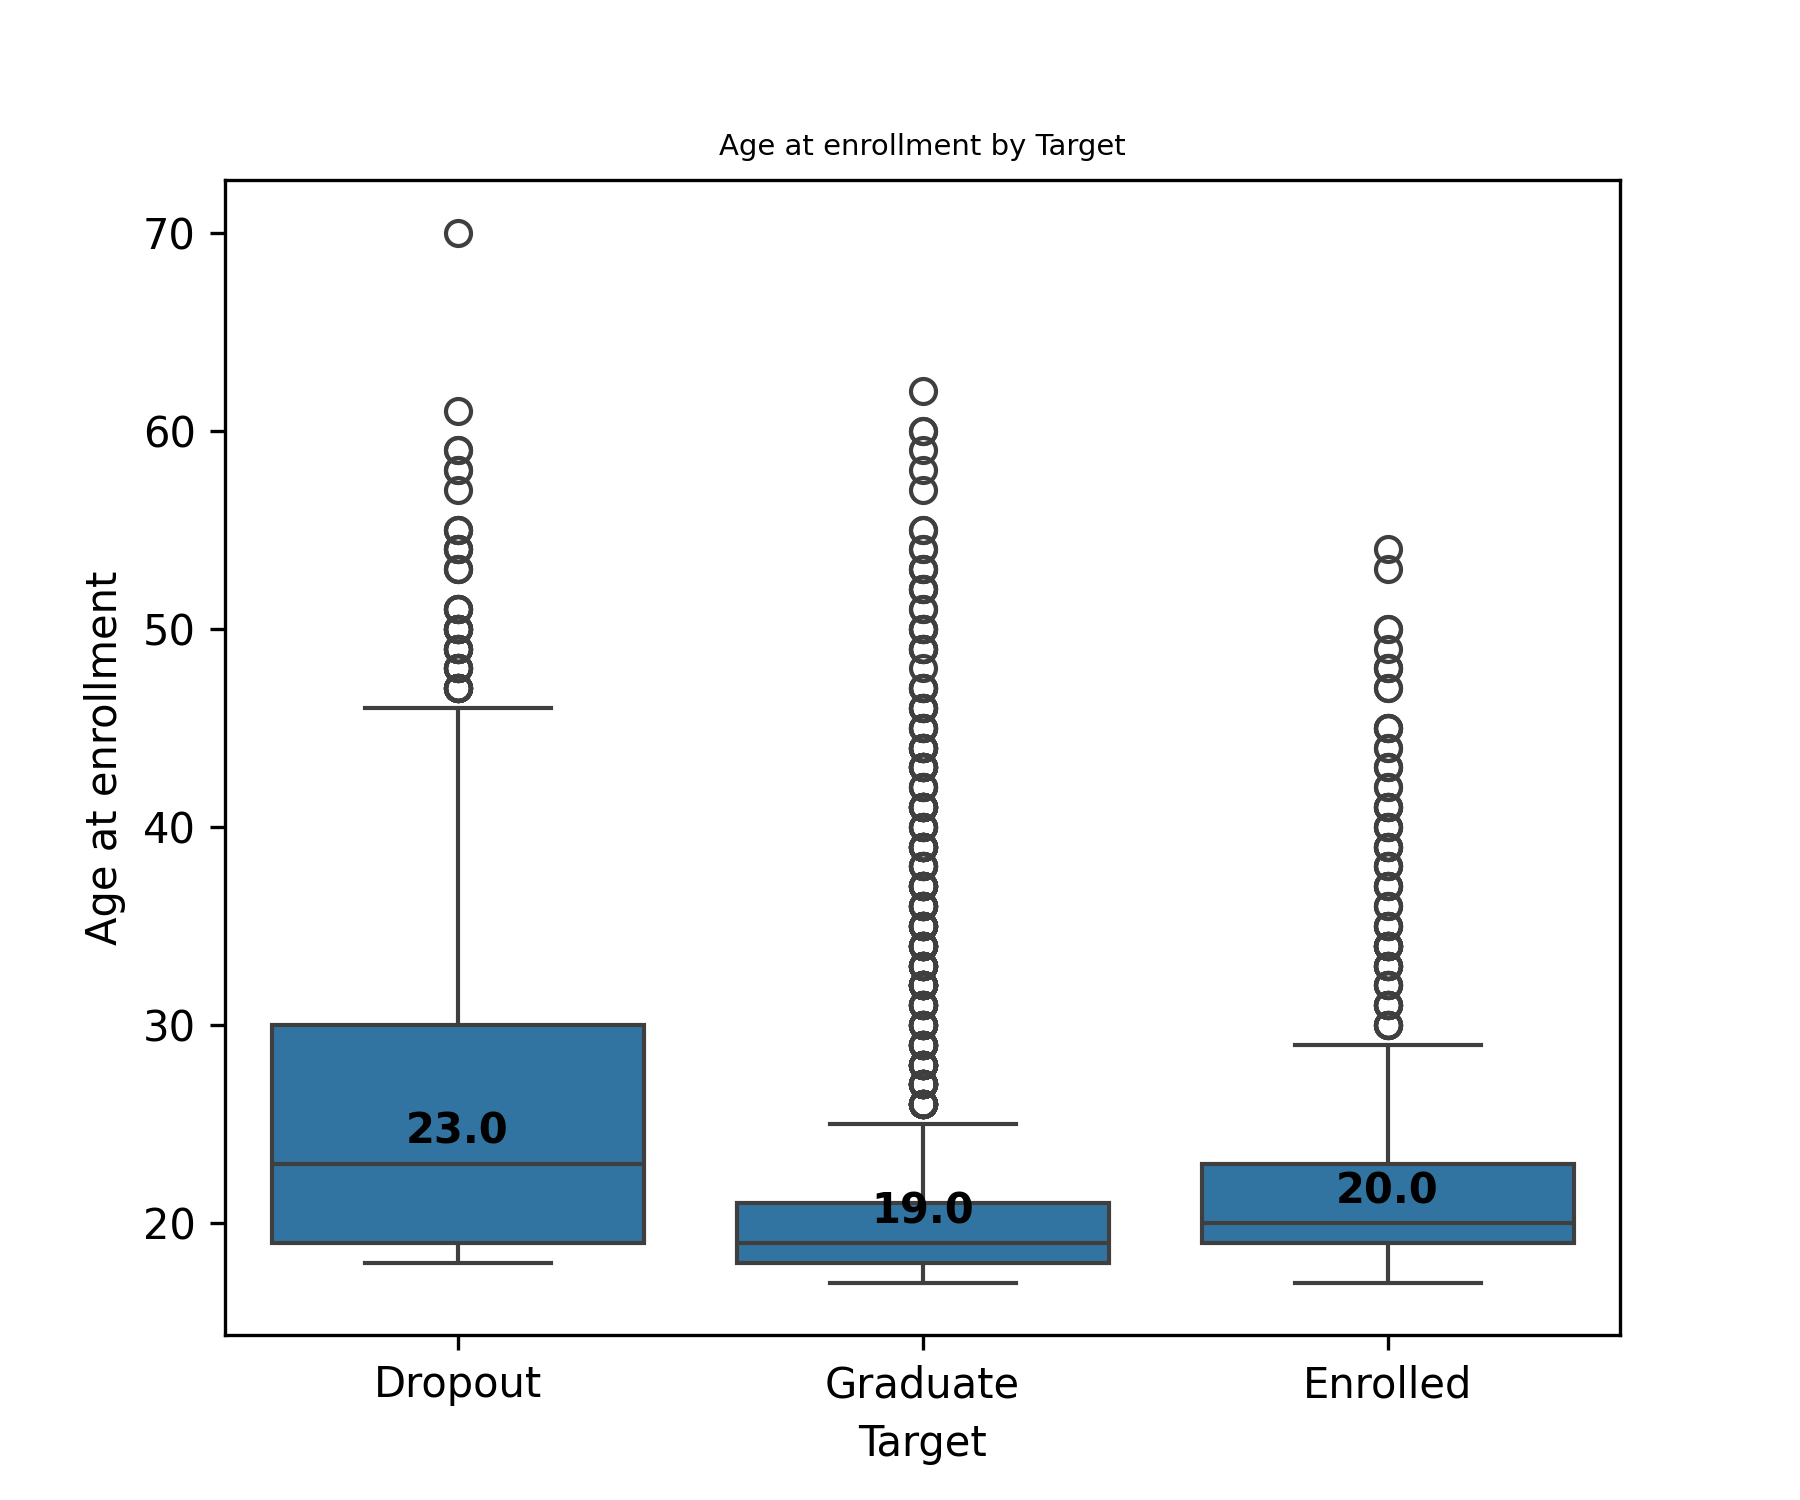 Age at enrollment by Target
70
60
50
40
30
20
Age at enrollment
23.0
19.0
20.0
Dropout
Graduate
Enrolled
Target